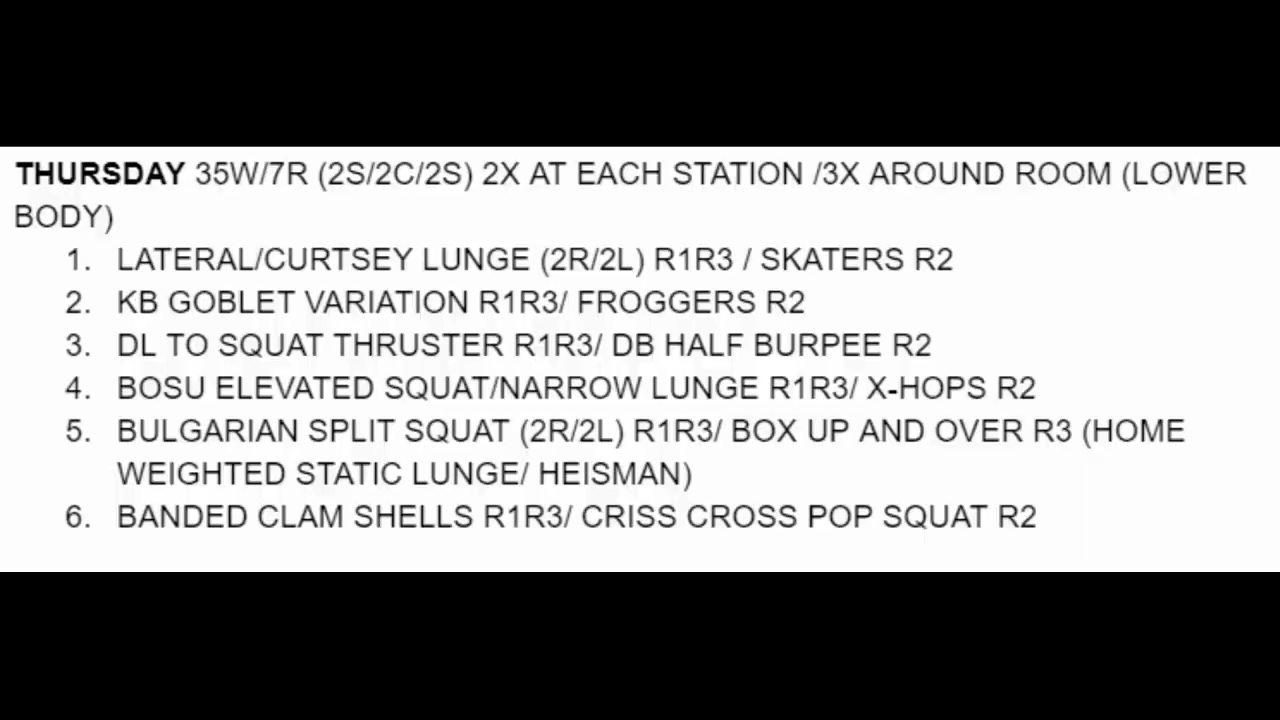 THURSDAY 35W/7R (2S/2C/2S) 2X AT EACH STATION /3X AROUND ROOM (LOWER
BODY)
1. LATERAL/CURTSEY LUNGE (2R/2L) R1R3 / SKATERS R2
2. KB GOBLET VARIATION R1R3/ FROGGERS R2
3. DL TO SQUAT THRUSTER R1R3/ DB HALF BURPEE R2
4. BOSU ELEVATED SQUAT/NARROW LUNGE R1R3/ X-HOPS R2
5. BULGARIAN SPLIT SQUAT (2R/2L) R1R3/ BOX UP AND OVER R3 (HOME
WEIGHTED STATIC LUNGE/ HEISMAN)
6. BANDED CLAM SHELLS R1R3/ CRISS CROSS POP SQUAT R2